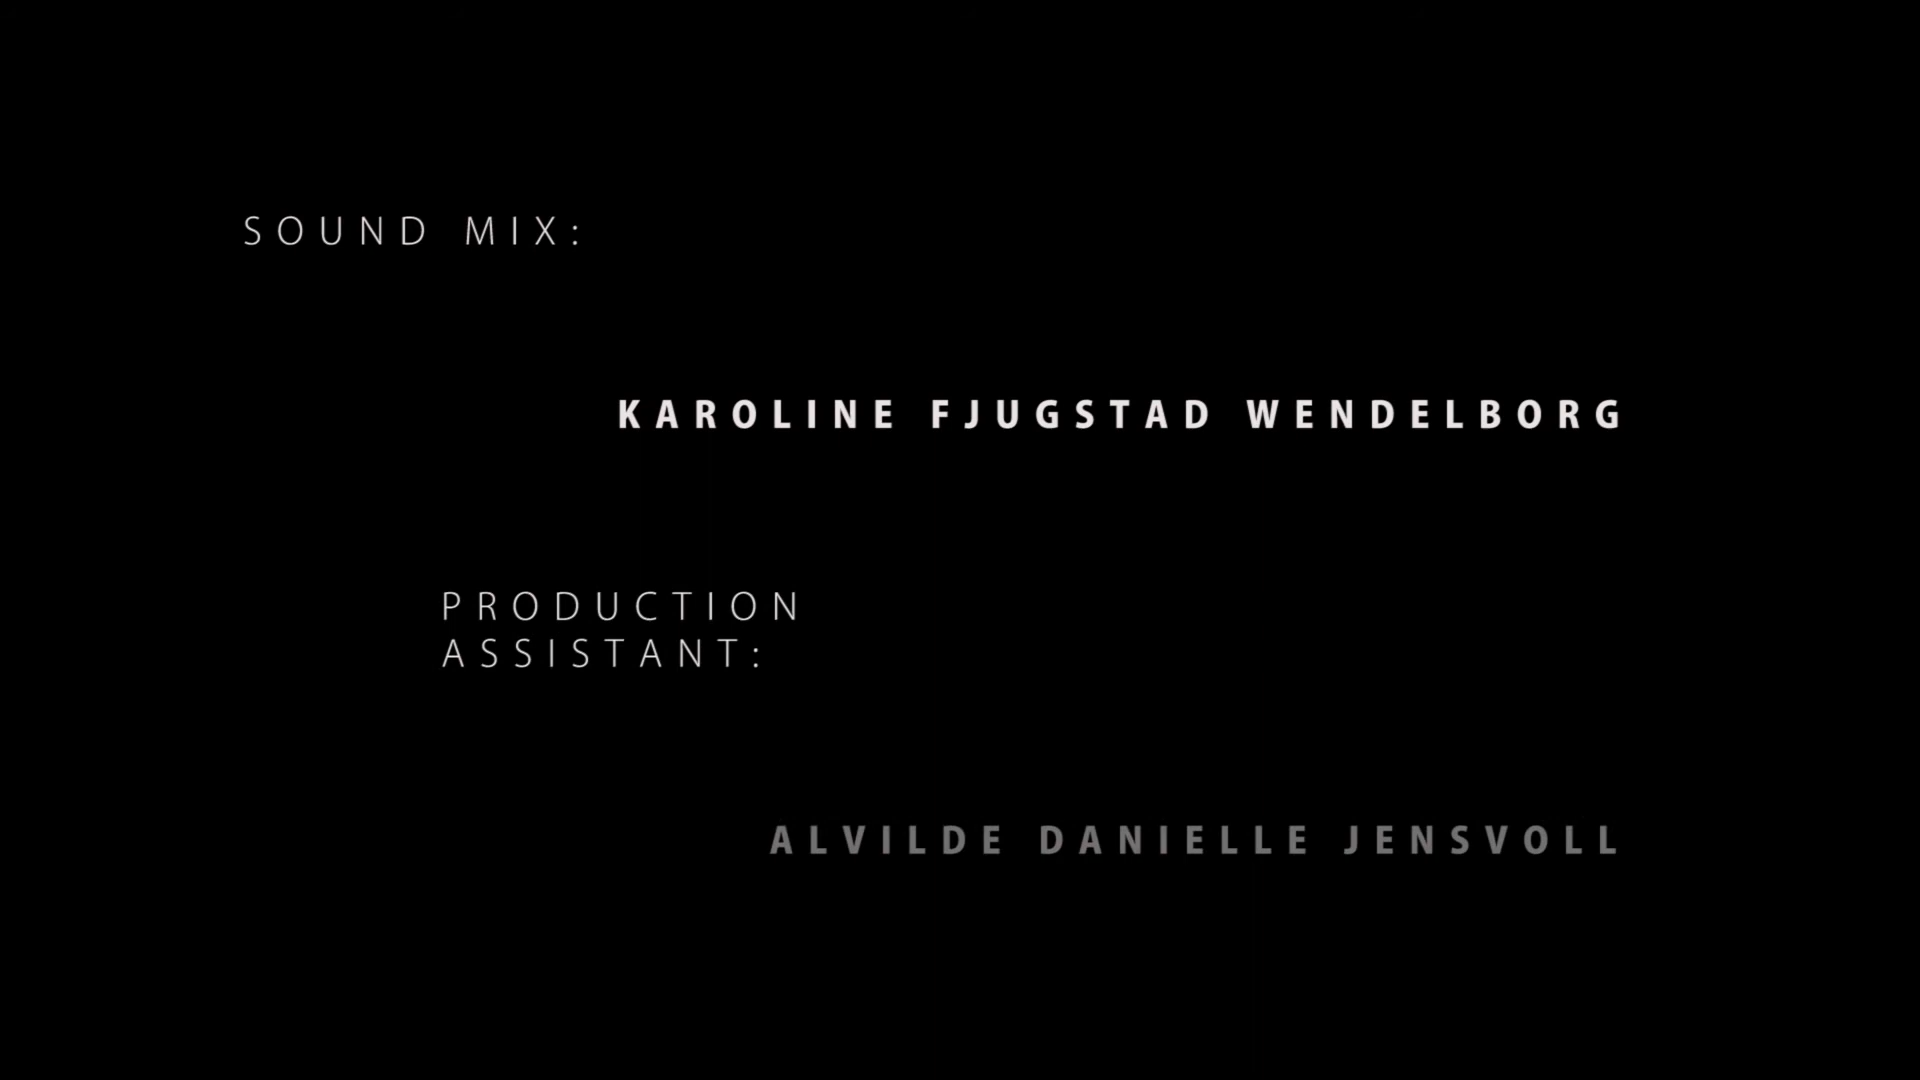 SOUND MIX:
KAROLINE FJUGSTAD WENDELBORG
PRODUCTION
ASSISTANT:
ALVILDE DANIELLE JENSVOLL